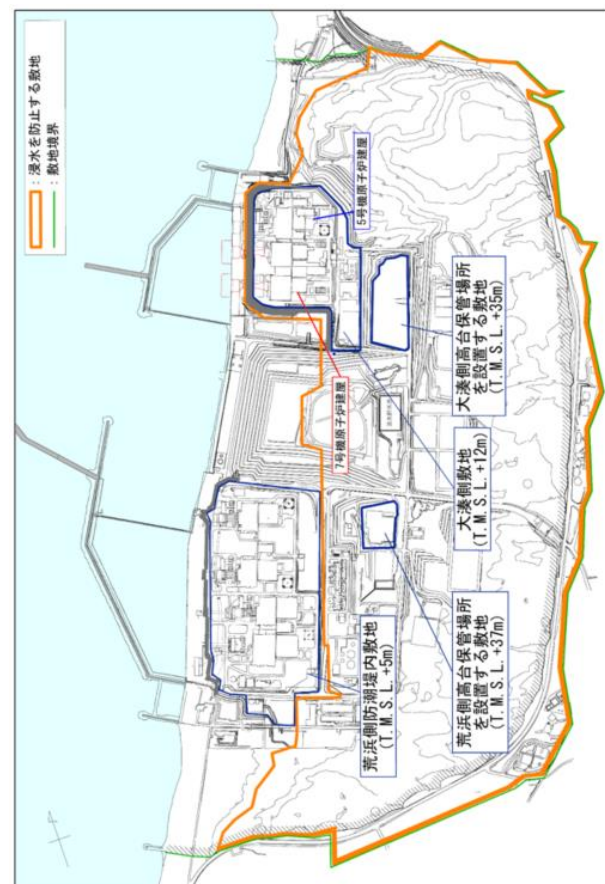 ：浸水を防止する敷地
：敷地境界
5号機原子炉建屋
7号機原子炉建屋
大湊側高台保管場所
を設置する敷地
(T.M.S.L.+35m)
大湊側敷地
(T.M.S.L.+12m)
荒浜側高台保管場所
を設置する敷地
(T.M.S.L.+37m)
荒浜側防潮堤内敷地
(T.M.S.L.+5m)